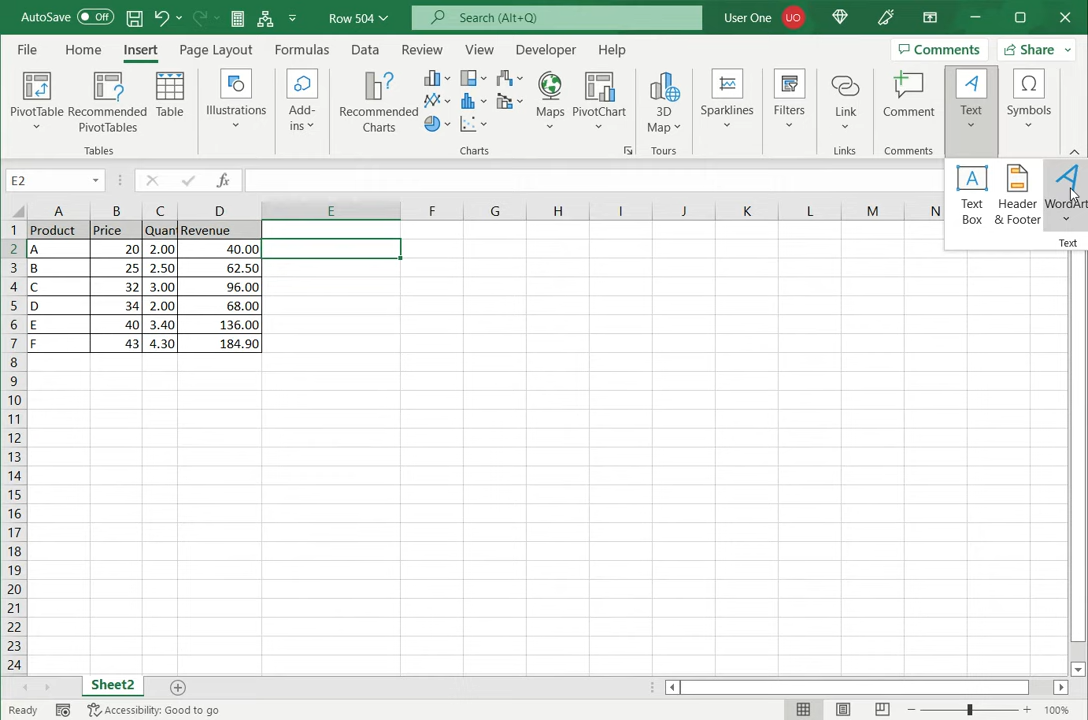 AutoSave Off Row 504 Search (Alt+Q) User One UO
File Home Insert Page Layout Formulas Data Review View Developer Help Comments Share
PivotTable Recommended PivotTables Table Illustrations Add-ins Recommended Charts Maps PivotChart 3D Map Sparklines Filters Link Comment Text Symbols
Tables Charts Tours Links Comments
E2 fx
Text Box Header & Footer WordArt
Text
A B C D E F G H I J K L M N
1 Product Price Quant Revenue
2 A 20 2.00 40.00
3 B 25 2.50 62.50
4 C 32 3.00 96.00
5 D 34 2.00 68.00
6 E 40 3.40 136.00
7 F 43 4.30 184.90
8
9
10
11
12
13
14
15
16
17
18
19
20
21
22
23
24
Sheet2
Ready Accessibility: Good to go 100%